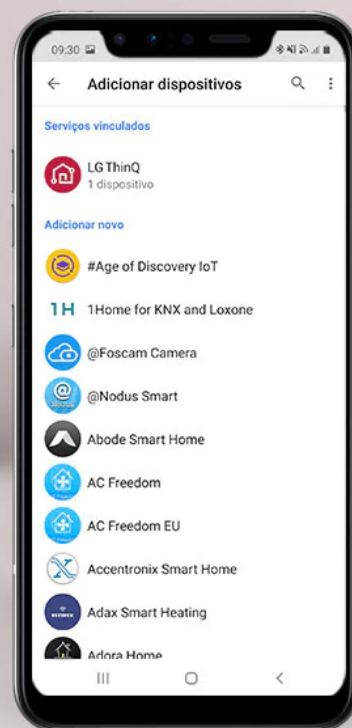 09:30
Adicionar dispositivos
Serviços vinculados
LG ThinQ
1 dispositivo
Adicionar novo
#Age of Discovery IoT
1H
1Home for KNX and Loxone
@Foscam Camera
@Nodus Smart
Abode Smart Home
AC Freedom
AC Freedom EU
Accentronix Smart Home
Adax Smart Heating
Adora Home